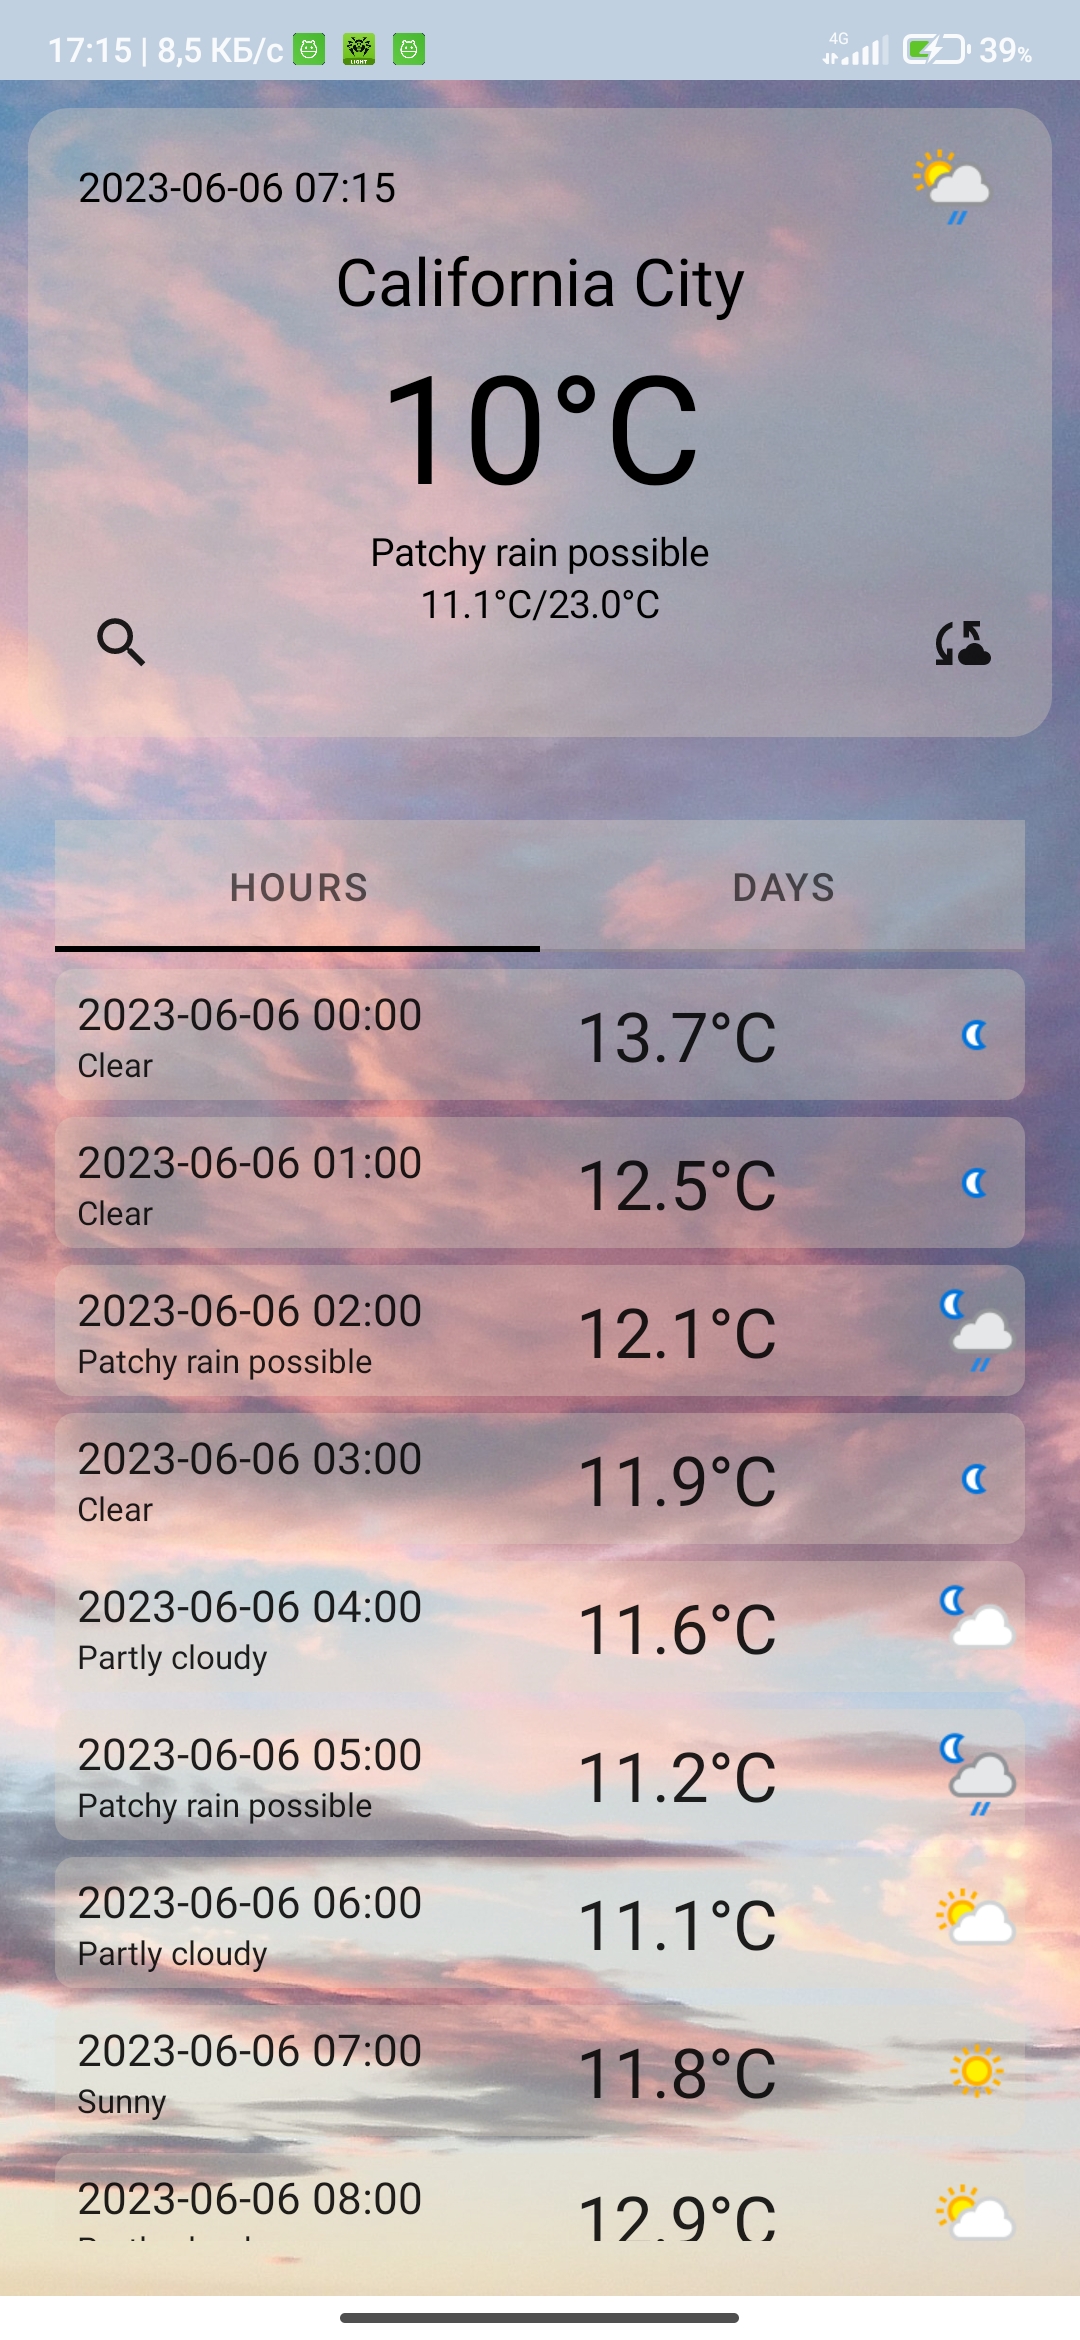 17:15 | 8,5 КБ/с
LIGHT
4G
39%
2023-06-06 07:15
California City
10°C
Patchy rain possible
11.1°C/23.0°C
HOURS DAYS
2023-06-06 00:00 13.7°C
Clear
2023-06-06 01:00 12.5°C
Clear
2023-06-06 02:00 12.1°C
Patchy rain possible
2023-06-06 03:00 11.9°C
Clear
2023-06-06 04:00 11.6°C
Partly cloudy
2023-06-06 05:00 11.2°C
Patchy rain possible
2023-06-06 06:00 11.1°C
Partly cloudy
2023-06-06 07:00 11.8°C
Sunny
2023-06-06 08:00 12.9°C